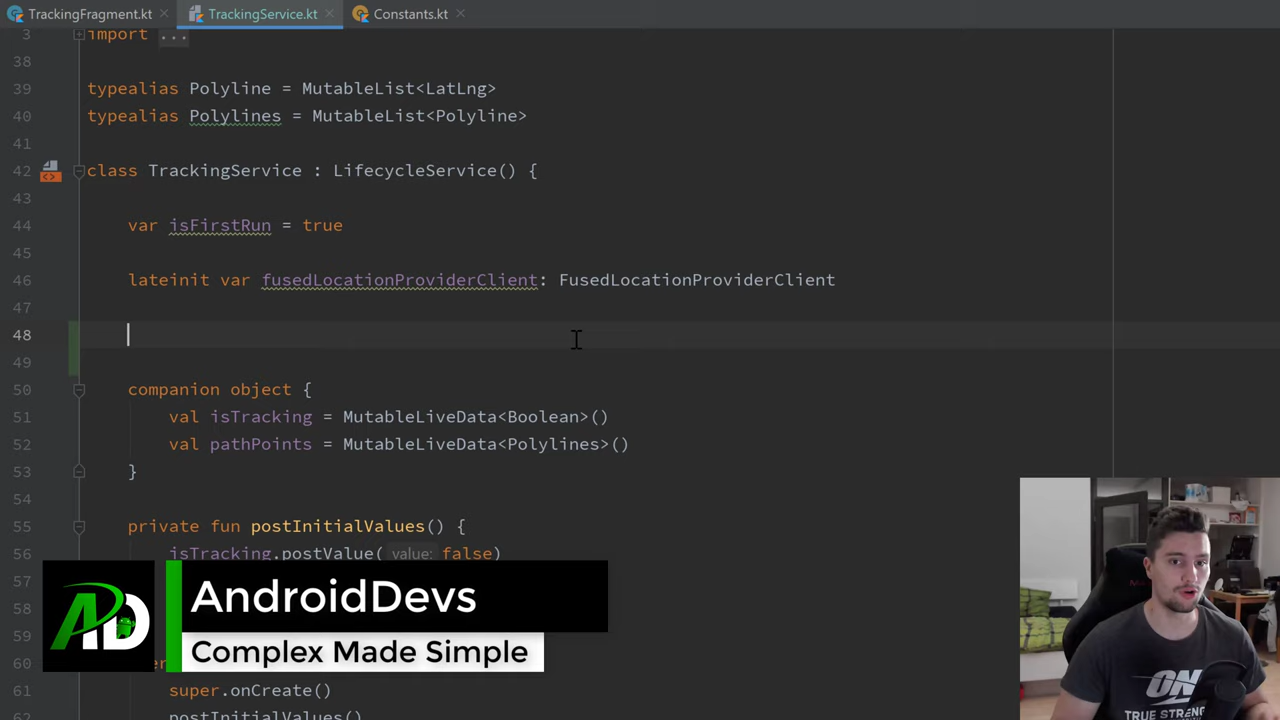 TrackingFragment.kt
TrackingService.kt
Constants.kt
3 import ...
38
39 typealias Polyline = MutableList<LatLng>
40 typealias Polylines = MutableList<Polyline>
41
42 class TrackingService : LifecycleService() {
43
44 var isFirstRun = true
45
46 lateinit var fusedLocationProviderClient: FusedLocationProviderClient
47
48
49
50 companion object {
51 val isTracking = MutableLiveData<Boolean>()
52 val pathPoints = MutableLiveData<Polylines>()
53 }
54
55 private fun postInitialValues() {
56 isTracking.postValue( value: false)
57
58
59
60
61 super.onCreate()
62 postInitialValues()
AD
AndroidDevs
Complex Made Simple
ON
TRUE STRENG